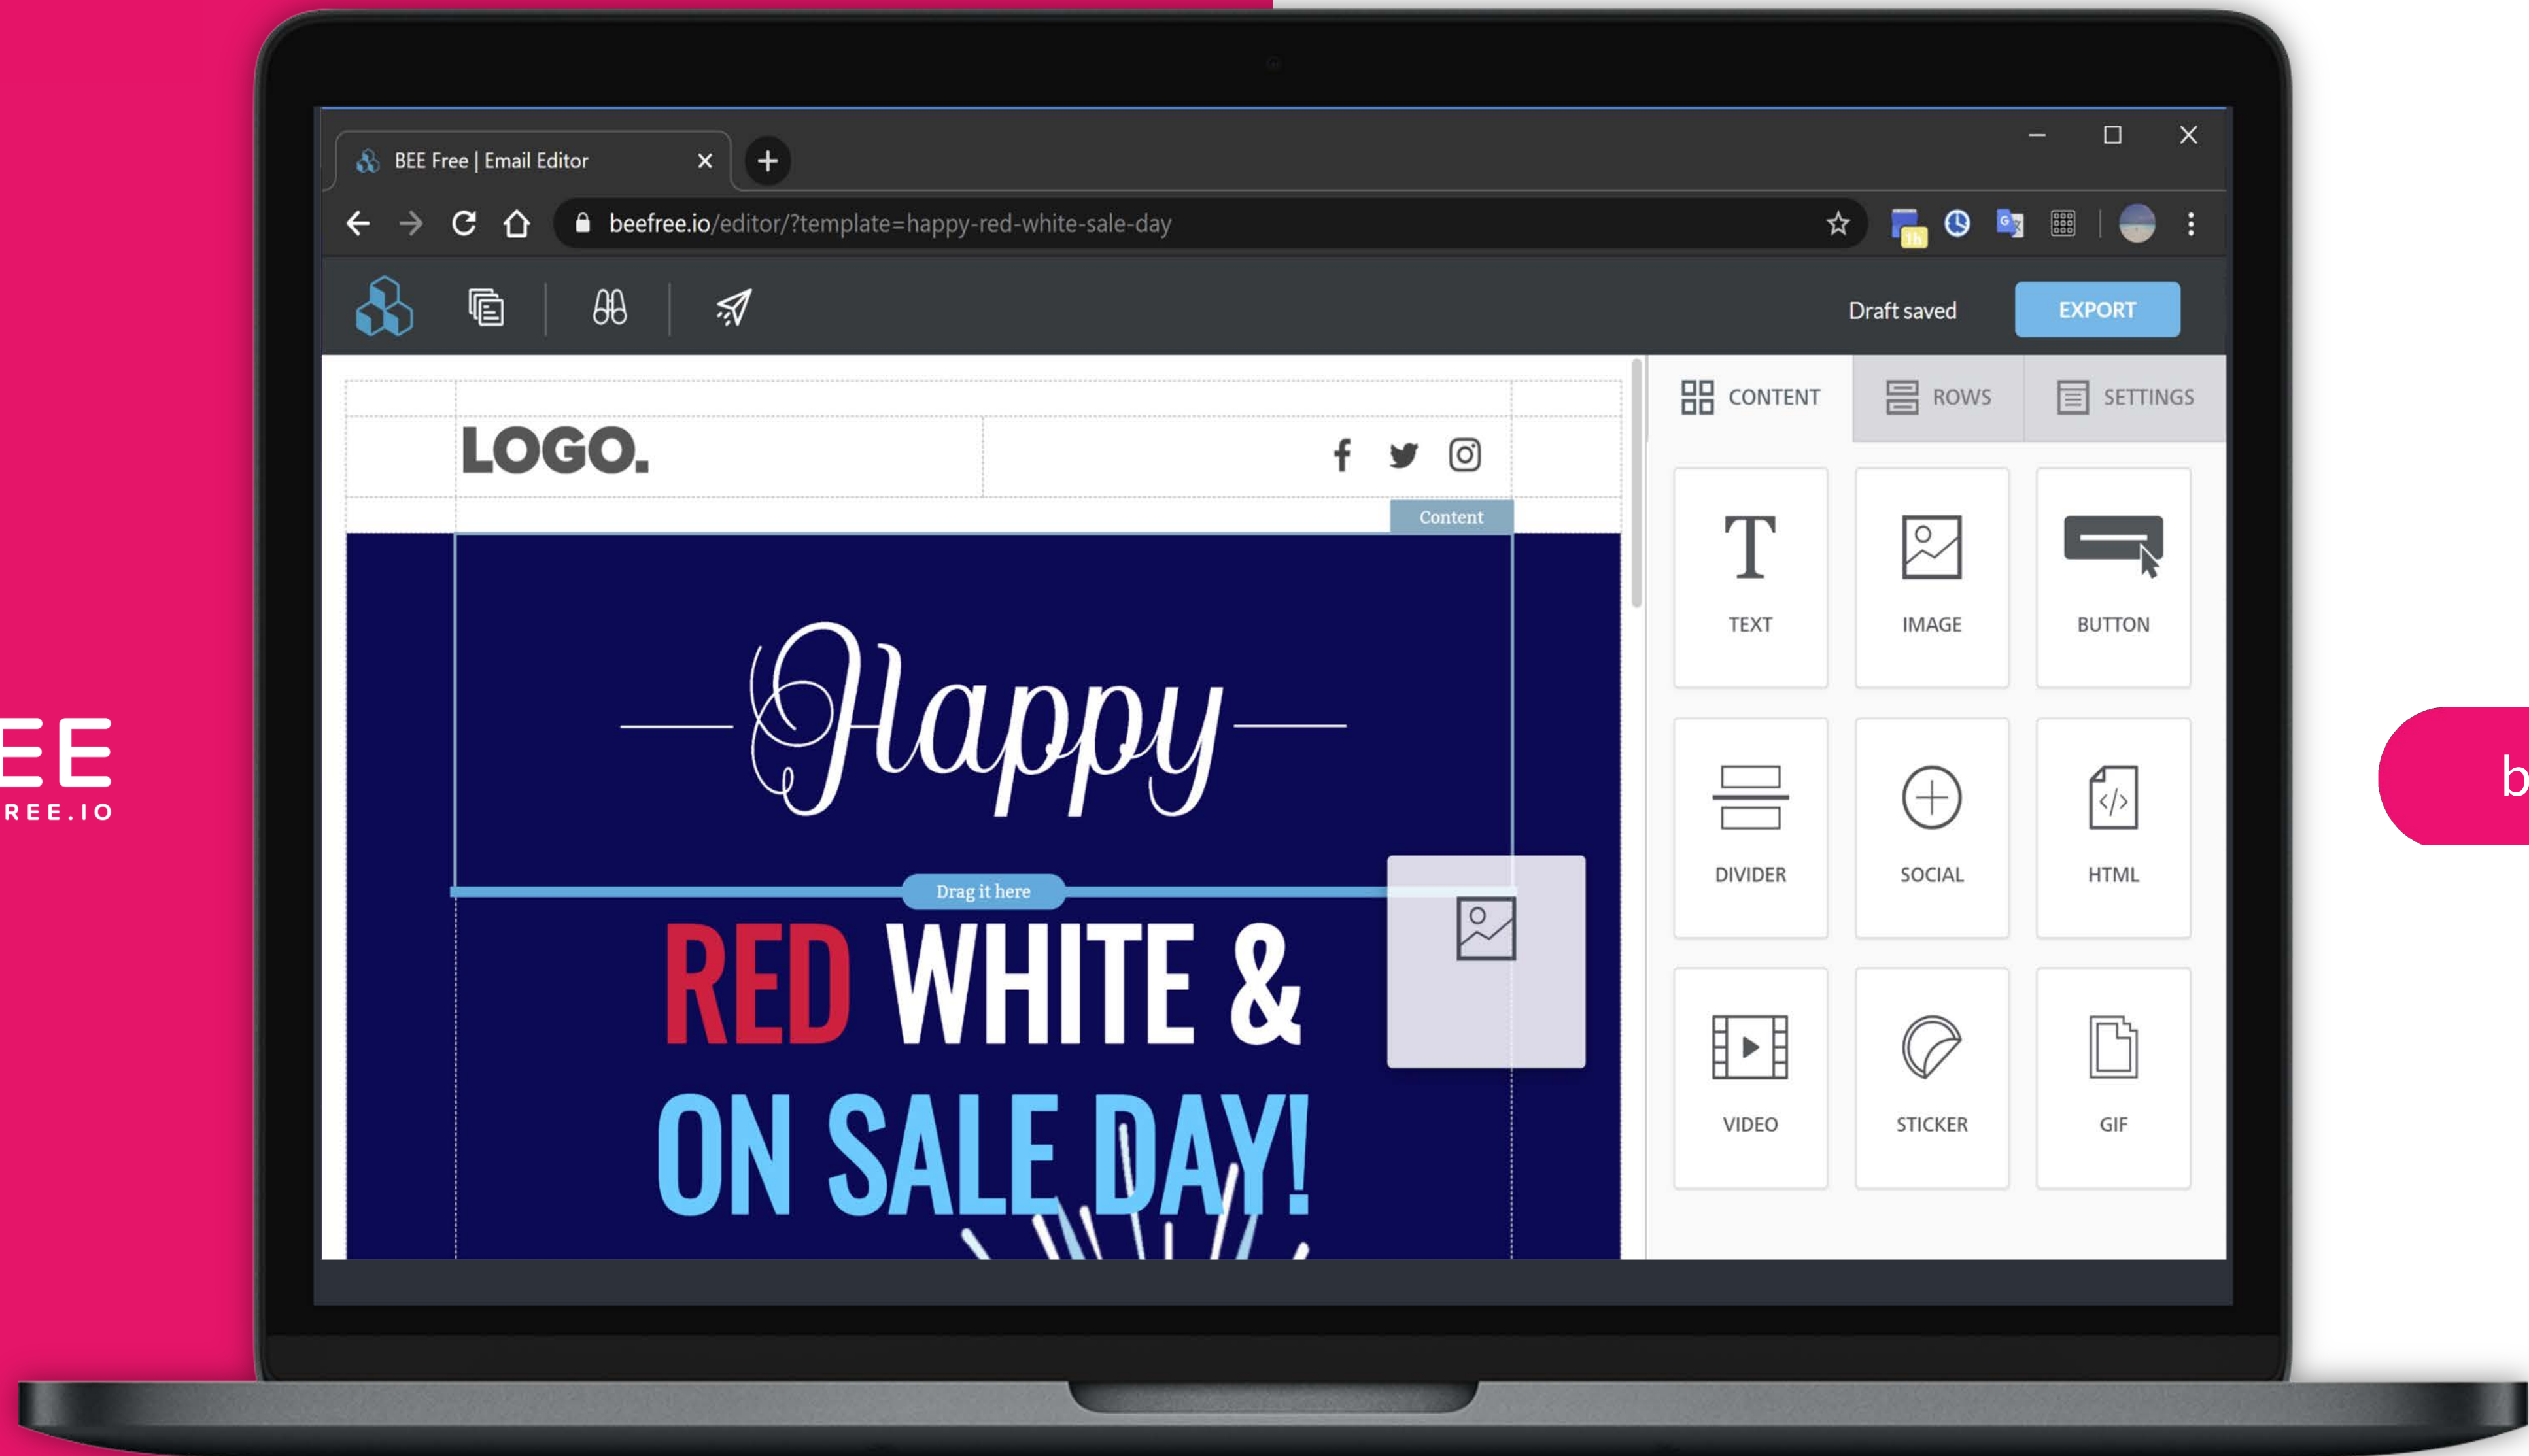 BEE Free | Email Editor
beefree.io/editor/?template=happy-red-white-sale-day
Draft saved
EXPORT
CONTENT
ROWS
SETTINGS
LOGO.
Content
Happy
Drag it here
RED WHITE &
ON SALE DAY!
TEXT
IMAGE
BUTTON
DIVIDER
SOCIAL
HTML
VIDEO
STICKER
GIF
EE
REE.IO
b